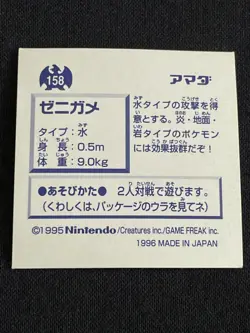 158
アマダ
ゼニガメ
タイプ：水
身長：0.5m
体重：9.0kg
水タイプの攻撃を得
意とする。炎・地面・
岩タイプのポケモン
には効果抜群だぞ！
●あそびかた● 2人対戦で遊びます。
(くわしくは、パッケージのウラを見てネ)
©1995 Nintendo/Creatures inc./GAME FREAK inc.
1996 MADE IN JAPAN